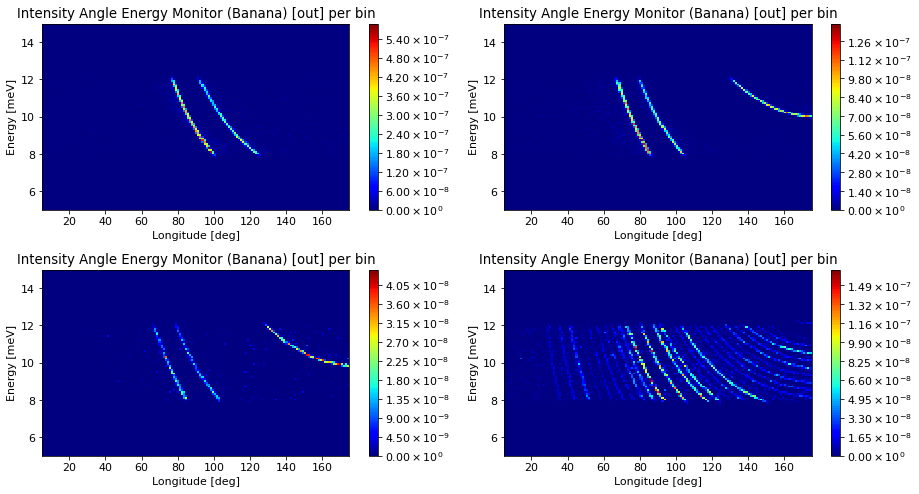 Intensity Angle Energy Monitor (Banana) [out] per bin
14
12
10
8
6
Energy [meV]
20 40 60 80 100 120 140 160
Longitude [deg]
5.40 × 10⁻⁷
4.80 × 10⁻⁷
4.20 × 10⁻⁷
3.60 × 10⁻⁷
3.00 × 10⁻⁷
2.40 × 10⁻⁷
1.80 × 10⁻⁷
1.20 × 10⁻⁷
6.00 × 10⁻⁸
0.00 × 10⁰
Intensity Angle Energy Monitor (Banana) [out] per bin
14
12
10
8
6
Energy [meV]
20 40 60 80 100 120 140 160
Longitude [deg]
1.26 × 10⁻⁷
1.12 × 10⁻⁷
9.80 × 10⁻⁸
8.40 × 10⁻⁸
7.00 × 10⁻⁸
5.60 × 10⁻⁸
4.20 × 10⁻⁸
2.80 × 10⁻⁸
1.40 × 10⁻⁸
0.00 × 10⁰
Intensity Angle Energy Monitor (Banana) [out] per bin
14
12
10
8
6
Energy [meV]
20 40 60 80 100 120 140 160
Longitude [deg]
4.05 × 10⁻⁸
3.60 × 10⁻⁸
3.15 × 10⁻⁸
2.70 × 10⁻⁸
2.25 × 10⁻⁸
1.80 × 10⁻⁸
1.35 × 10⁻⁸
9.00 × 10⁻⁹
4.50 × 10⁻⁹
0.00 × 10⁰
Intensity Angle Energy Monitor (Banana) [out] per bin
14
12
10
8
6
Energy [meV]
20 40 60 80 100 120 140 160
Longitude [deg]
1.49 × 10⁻⁷
1.32 × 10⁻⁷
1.16 × 10⁻⁷
9.90 × 10⁻⁸
8.25 × 10⁻⁸
6.60 × 10⁻⁸
4.95 × 10⁻⁸
3.30 × 10⁻⁸
1.65 × 10⁻⁸
0.00 × 10⁰